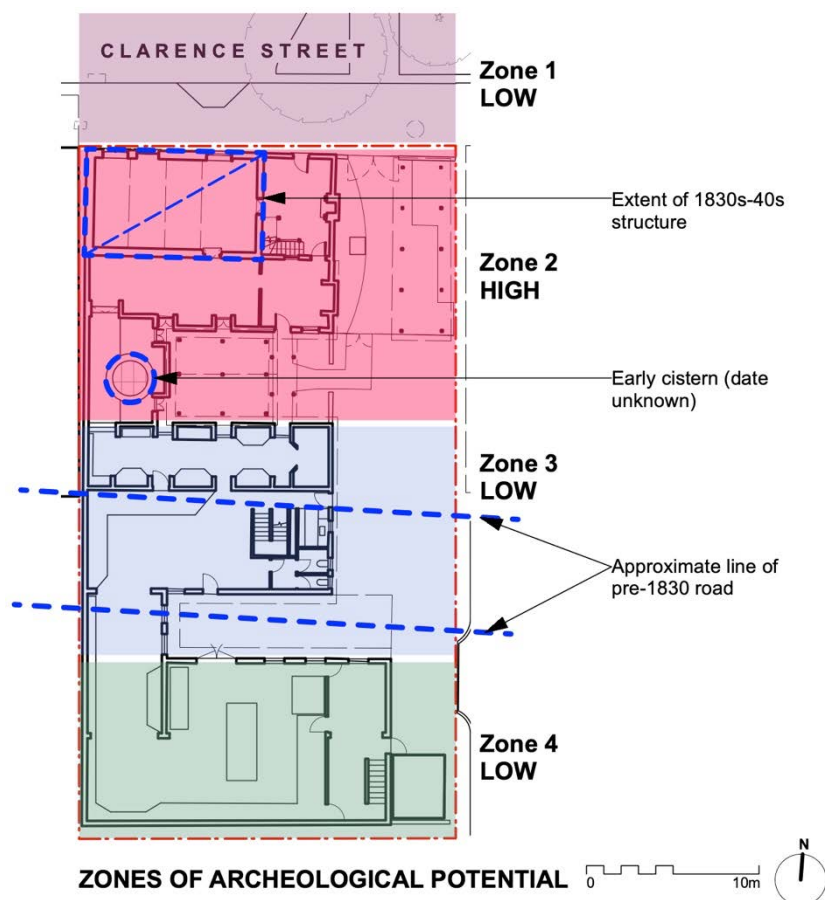 CLARENCE STREET
Zone 1
LOW
Extent of 1830s-40s
structure
Zone 2
HIGH
Early cistern (date
unknown)
Zone 3
LOW
Approximate line of
pre-1830 road
Zone 4
LOW
ZONES OF ARCHEOLOGICAL POTENTIAL
0 10m
N